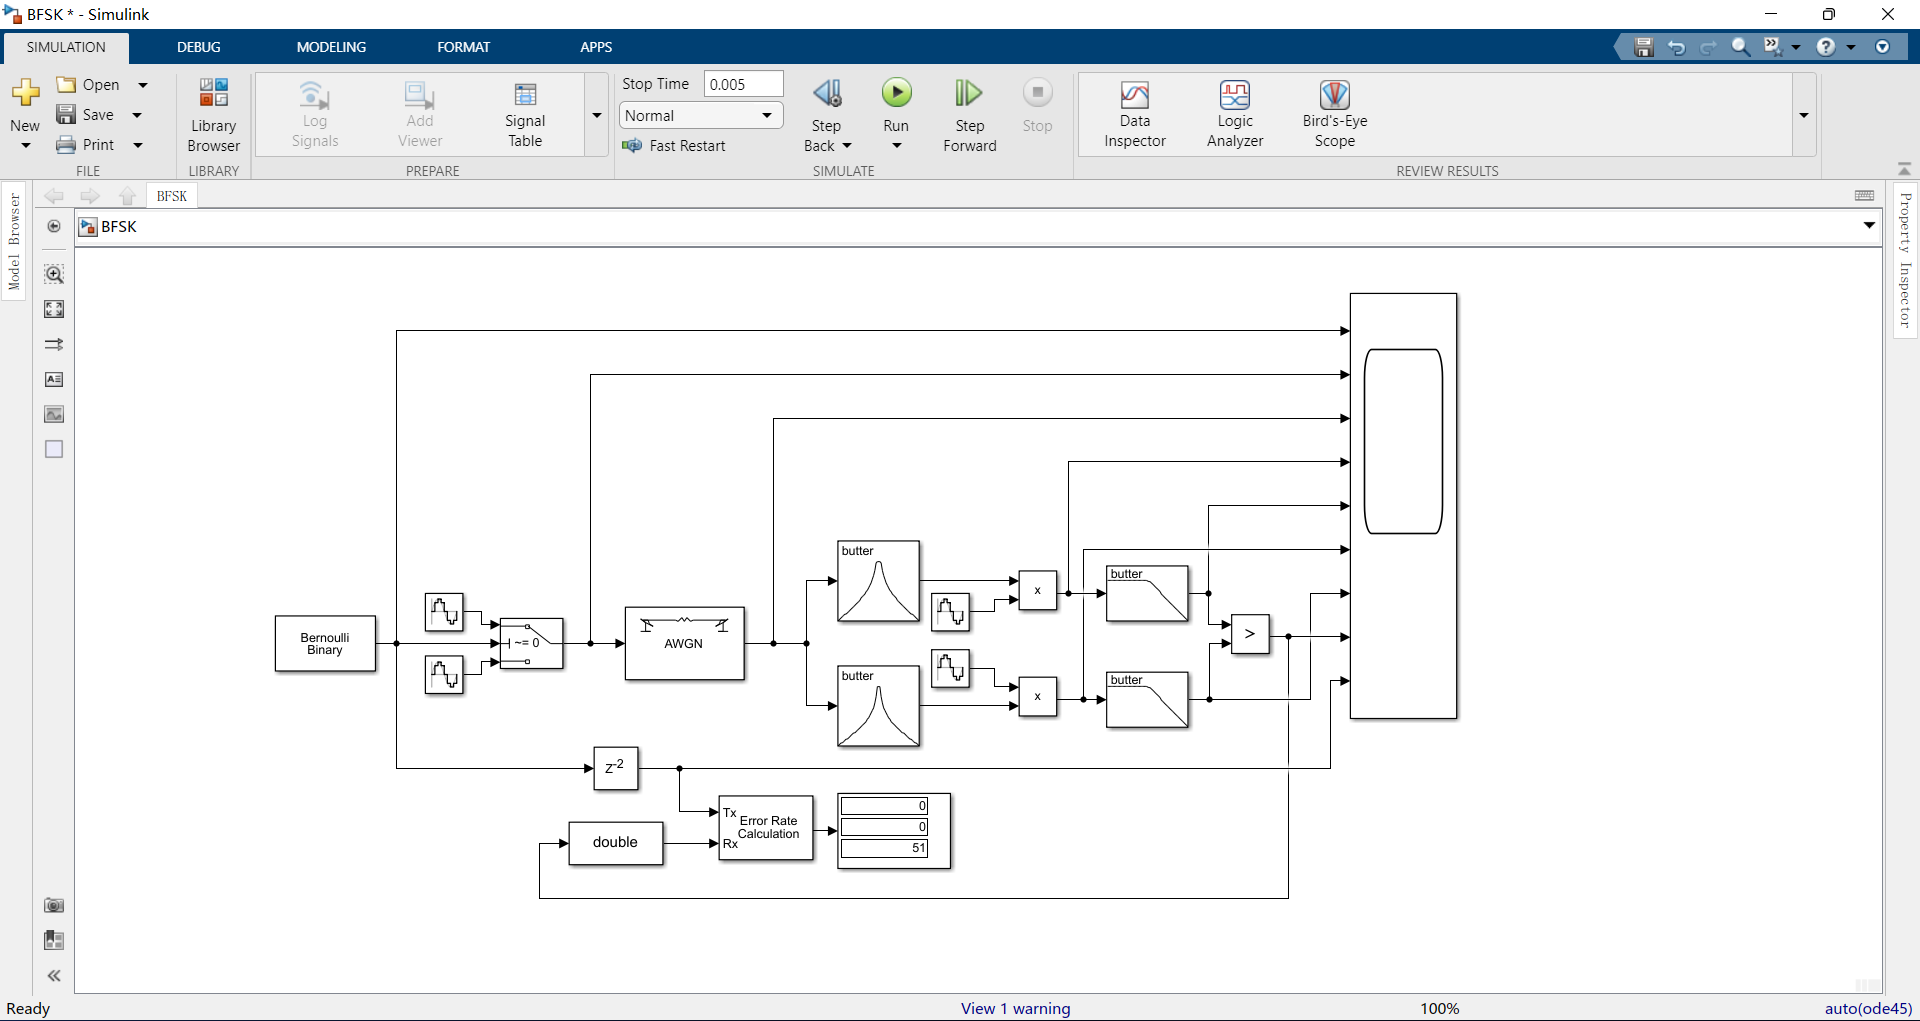 BFSK * - Simulink
SIMULATION DEBUG MODELING FORMAT APPS
New
Open
Save
Print
FILE
Library
Browser
LIBRARY
Log
Signals
Add
Viewer
Signal
Table
PREPARE
Stop Time 0.005
Normal
Fast Restart
Step
Back
Run
Step
Forward
Stop
SIMULATE
Data
Inspector
Logic
Analyzer
Bird's-Eye
Scope
REVIEW RESULTS
Model Browser
BFSK
BFSK
Property Inspector
butter
butter
x
Bernoulli
Binary
~= 0
AWGN
>
butter
butter
x
Z-2
Tx
Error Rate
Calculation
Rx
double
0
0
51
Ready View 1 warning 100% auto(ode45)